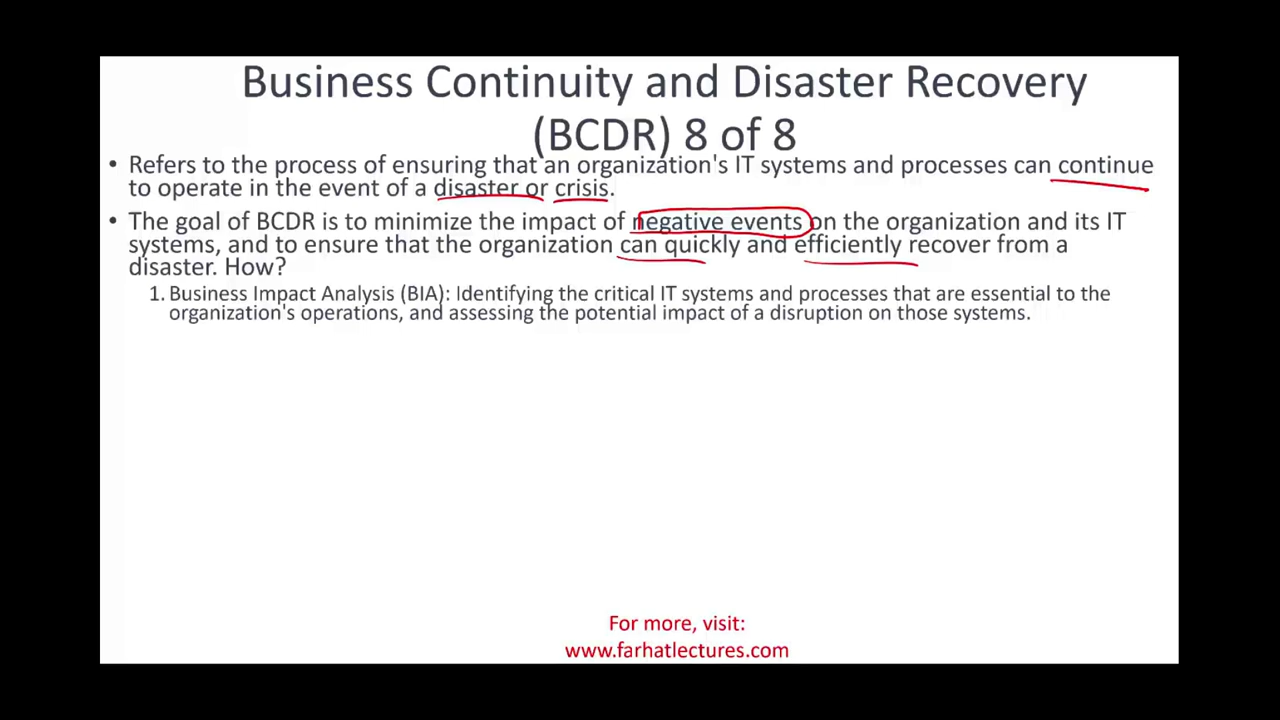 Business Continuity and Disaster Recovery
(BCDR) 8 of 8
• Refers to the process of ensuring that an organization's IT systems and processes can continue
to operate in the event of a disaster or crisis.
• The goal of BCDR is to minimize the impact of negative events on the organization and its IT
systems, and to ensure that the organization can quickly and efficiently recover from a
disaster. How?
1. Business Impact Analysis (BIA): Identifying the critical IT systems and processes that are essential to the
organization's operations, and assessing the potential impact of a disruption on those systems.
For more, visit:
www.farhatlectures.com